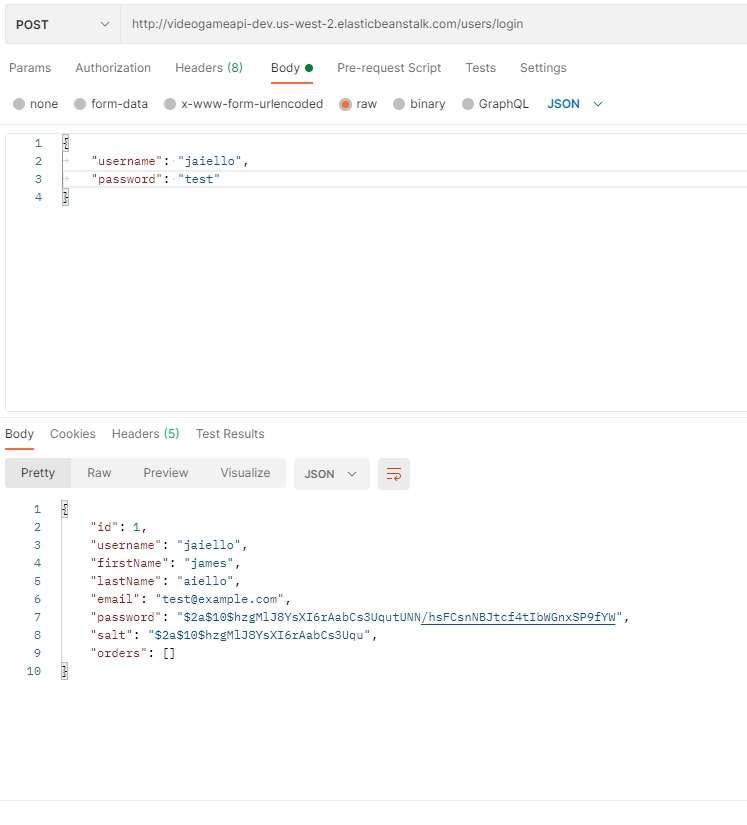 POST http://videogameapi-dev.us-west-2.elasticbeanstalk.com/users/login
Params Authorization Headers (8) Body Pre-request Script Tests Settings
none form-data x-www-form-urlencoded raw binary GraphQL JSON
1 {
2 "username": "jaiello",
3 "password": "test"
4 }
Body Cookies Headers (5) Test Results
Pretty Raw Preview Visualize JSON
1 {
2 "id": 1,
3 "username": "jaiello",
4 "firstName": "james",
5 "lastName": "aiello",
6 "email": "test@example.com",
7 "password": "$2a$10$hzgMlJ8YsXI6rAabCs3UqutUNN/hsFCsnNBJtcf4tIbWGnxSP9fYW",
8 "salt": "$2a$10$hzgMlJ8YsXI6rAabCs3Uqu",
9 "orders": []
10 }